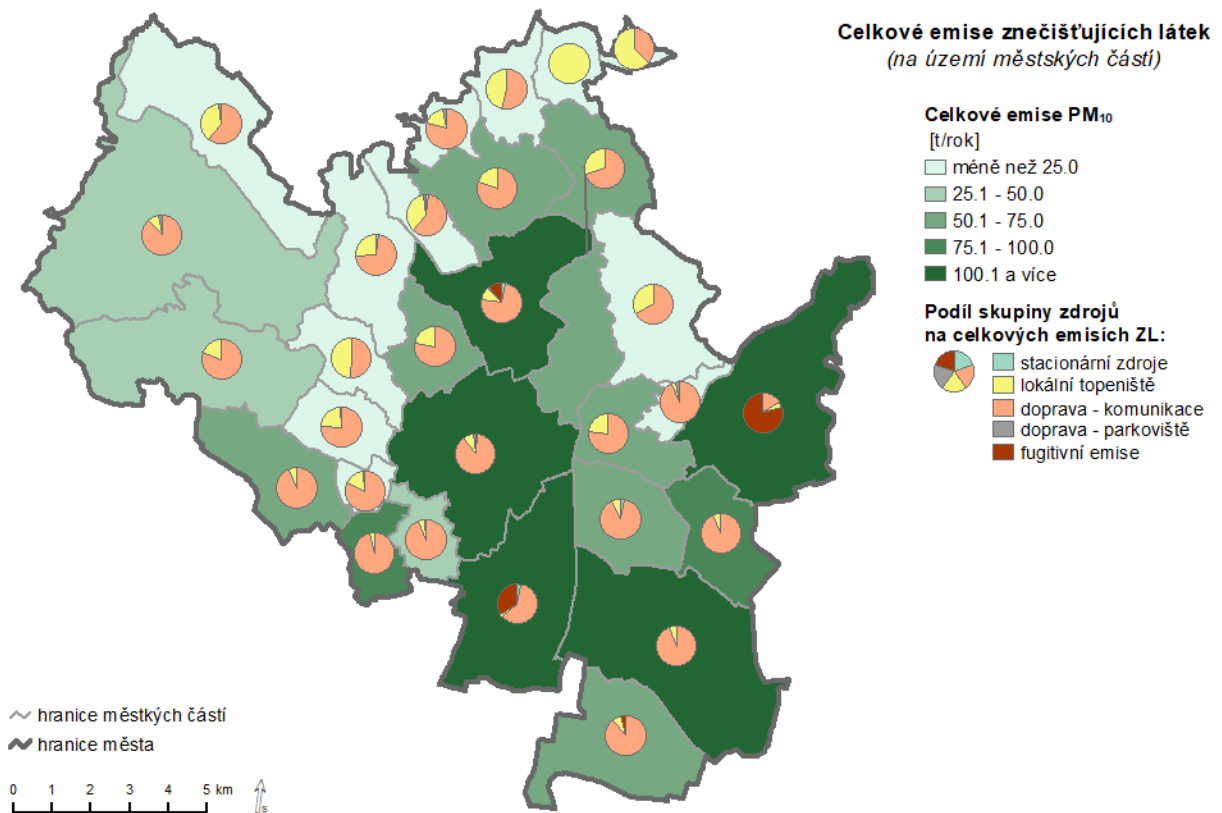 Celkové emise znečišťujících látek
(na území městských částí)
Celkové emise PM₁₀
[t/rok]
méně než 25.0
25.1 - 50.0
50.1 - 75.0
75.1 - 100.0
100.1 a více
Podíl skupiny zdrojů
na celkových emisích ZL:
stacionární zdroje
lokální topeniště
doprava - komunikace
doprava - parkoviště
fugitivní emise
hranice městkých částí
hranice města
0 1 2 3 4 5 km
S